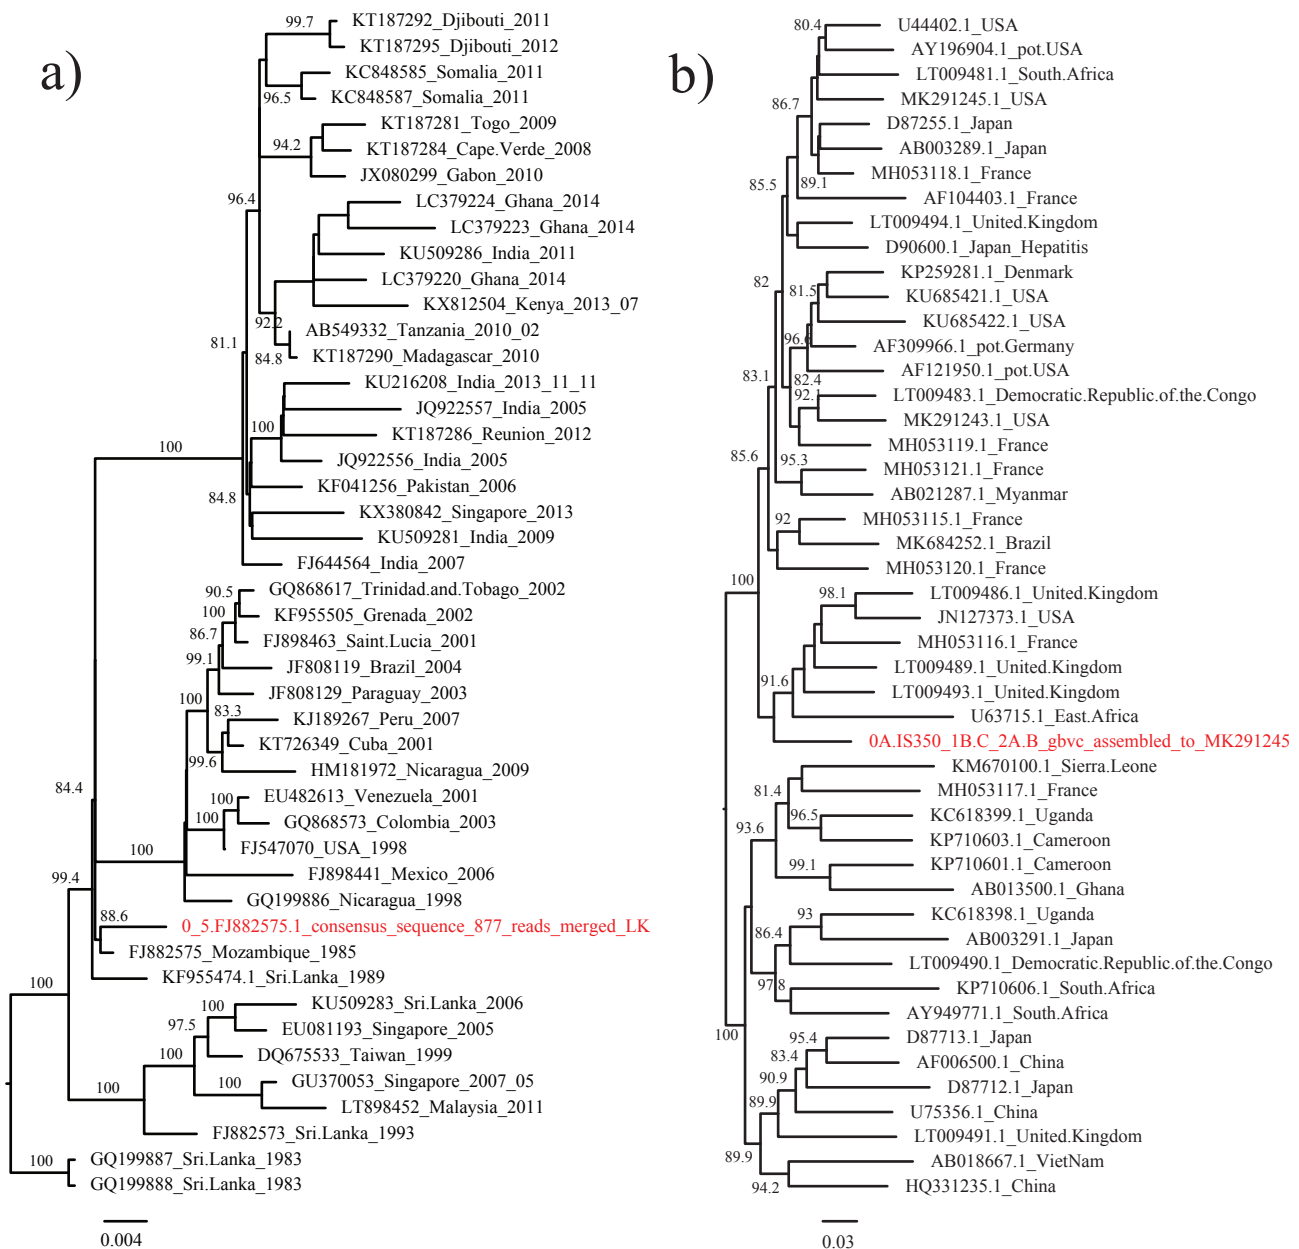 a)
99.7
KT187292_Djibouti_2011
KT187295_Djibouti_2012
KC848585_Somalia_2011
96.5
KC848587_Somalia_2011
KT187281_Togo_2009
94.2
KT187284_Cape.Verde_2008
JX080299_Gabon_2010
96.4
LC379224_Ghana_2014
LC379223_Ghana_2014
KU509286_India_2011
LC379220_Ghana_2014
KX812504_Kenya_2013_07
92.2
AB549332_Tanzania_2010_02
81.1
84.8
KT187290_Madagascar_2010
KU216208_India_2013_11_11
JQ922557_India_2005
100
KT187286_Reunion_2012
100
JQ922556_India_2005
KF041256_Pakistan_2006
84.8
KX380842_Singapore_2013
KU509281_India_2009
FJ644564_India_2007
90.5
GQ868617_Trinidad.and.Tobago_2002
100
KF955505_Grenada_2002
86.7
FJ898463_Saint.Lucia_2001
99.1
JF808119_Brazil_2004
100
JF808129_Paraguay_2003
83.3
KJ189267_Peru_2007
KT726349_Cuba_2001
99.6
HM181972_Nicaragua_2009
84.4
100
EU482613_Venezuela_2001
100
GQ868573_Colombia_2003
FJ547070_USA_1998
100
FJ898441_Mexico_2006
99.4
GQ199886_Nicaragua_1998
88.6
0_5.FJ882575.1_consensus_sequence_877_reads_merged_LK
FJ882575_Mozambique_1985
KF955474.1_Sri.Lanka_1989
100
100
KU509283_Sri.Lanka_2006
97.5
EU081193_Singapore_2005
100
DQ675533_Taiwan_1999
100
GU370053_Singapore_2007_05
100
LT898452_Malaysia_2011
FJ882573_Sri.Lanka_1993
100
GQ199887_Sri.Lanka_1983
GQ199888_Sri.Lanka_1983
0.004
b)
80.4
U44402.1_USA
AY196904.1_pot.USA
LT009481.1_South.Africa
86.7
MK291245.1_USA
D87255.1_Japan
AB003289.1_Japan
MH053118.1_France
85.5
89.1
AF104403.1_France
LT009494.1_United.Kingdom
D90600.1_Japan_Hepatitis
82
KP259281.1_Denmark
81.5
KU685421.1_USA
KU685422.1_USA
AF309966.1_pot.Germany
83.1
AF121950.1_pot.USA
82.4
92.1
LT009483.1_Democratic.Republic.of.the.Congo
MK291243.1_USA
MH053119.1_France
85.6
95.3
MH053121.1_France
AB021287.1_Myanmar
92
MH053115.1_France
MK684252.1_Brazil
MH053120.1_France
100
98.1
LT009486.1_United.Kingdom
JN127373.1_USA
MH053116.1_France
LT009489.1_United.Kingdom
91.6
LT009493.1_United.Kingdom
U63715.1_East.Africa
0A.IS350_1B.C_2A.B_gbvc_assembled_to_MK291245
KM670100.1_Sierra.Leone
81.4
MH053117.1_France
96.5
KC618399.1_Uganda
93.6
KP710603.1_Cameroon
99.1
KP710601.1_Cameroon
AB013500.1_Ghana
93
KC618398.1_Uganda
86.4
AB003291.1_Japan
LT009490.1_Democratic.Republic.of.the.Congo
97.8
KP710606.1_South.Africa
AY949771.1_South.Africa
100
95.4
D87713.1_Japan
83.4
AF006500.1_China
90.9
D87712.1_Japan
89.9
U75356.1_China
LT009491.1_United.Kingdom
89.9
AB018667.1_VietNam
94.2
HQ331235.1_China
0.03